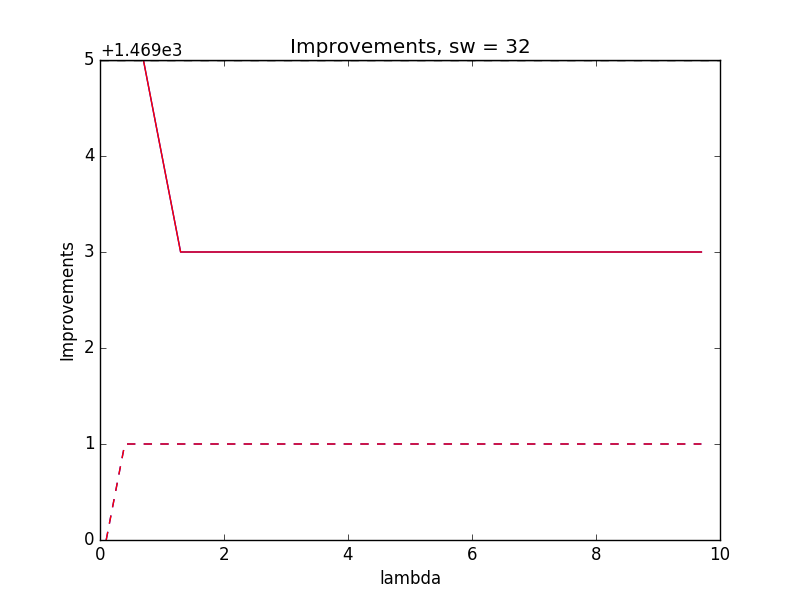 Improvements, sw = 32
+1.469e3
5
4
3
2
1
0
Improvements
0 2 4 6 8 10
lambda